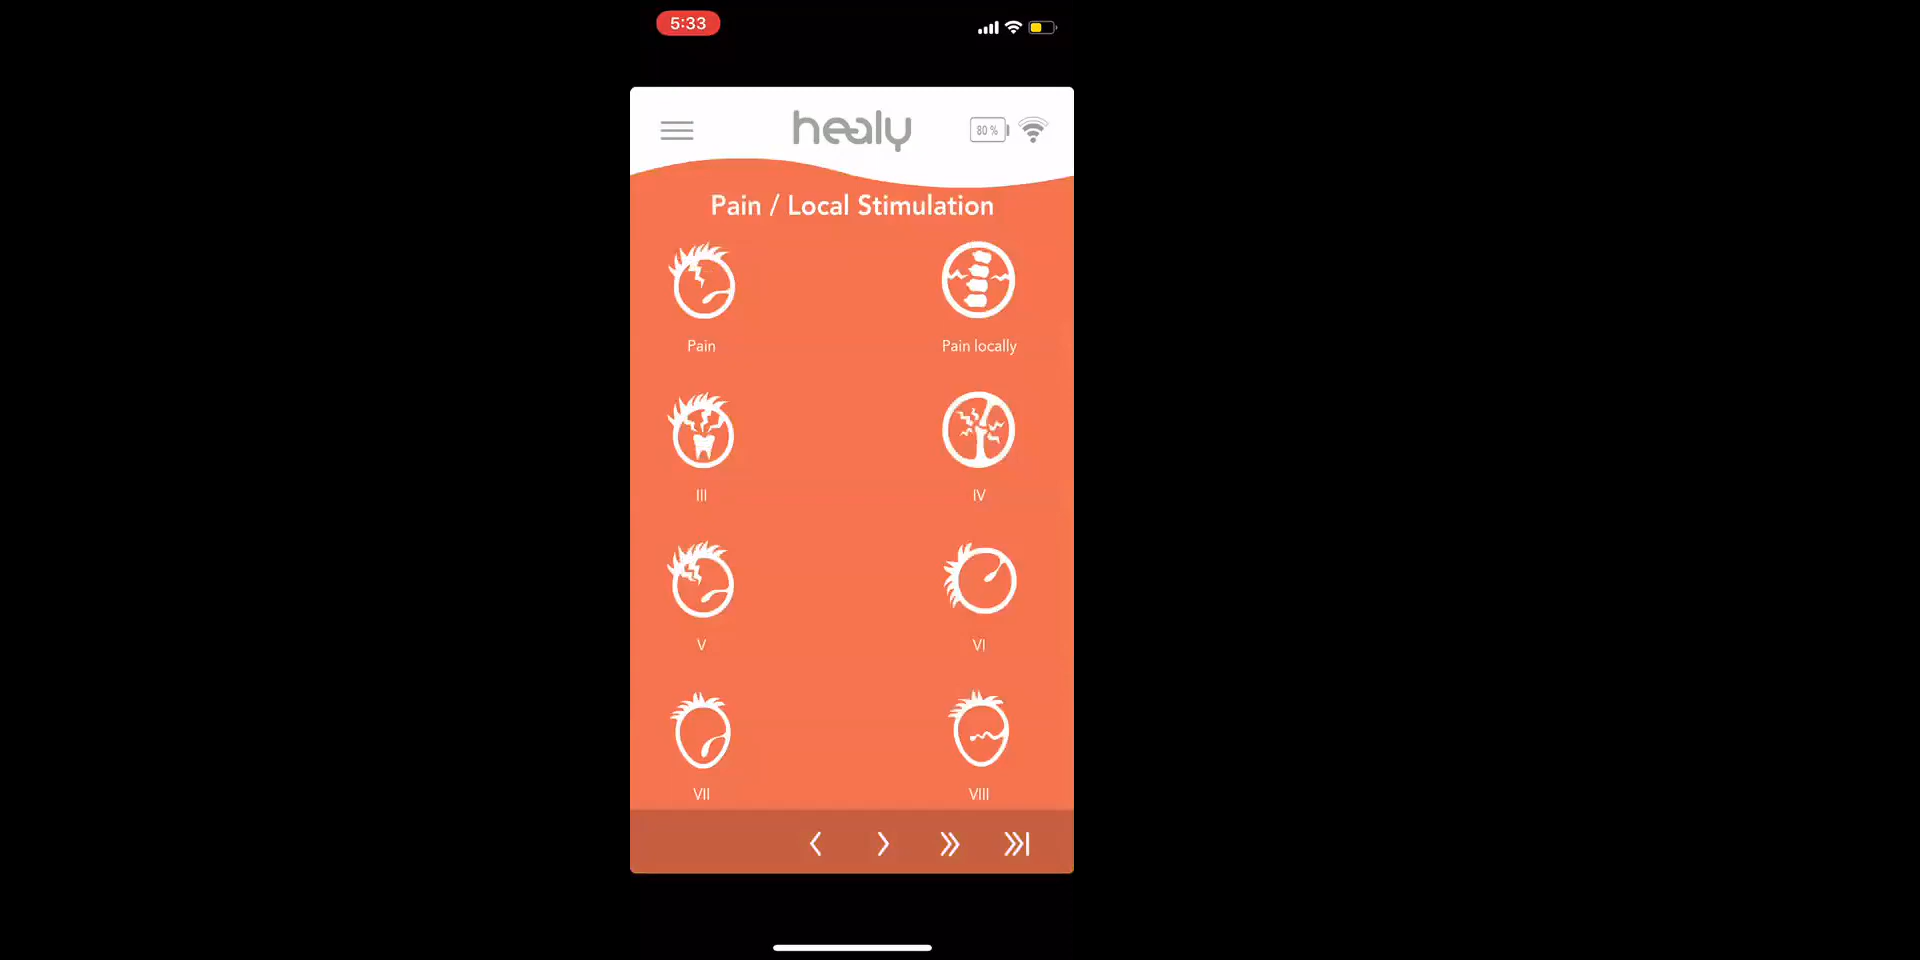 5:33
healy
80 %
Pain / Local Stimulation
Pain
Pain locally
III
IV
V
VI
VII
VIII